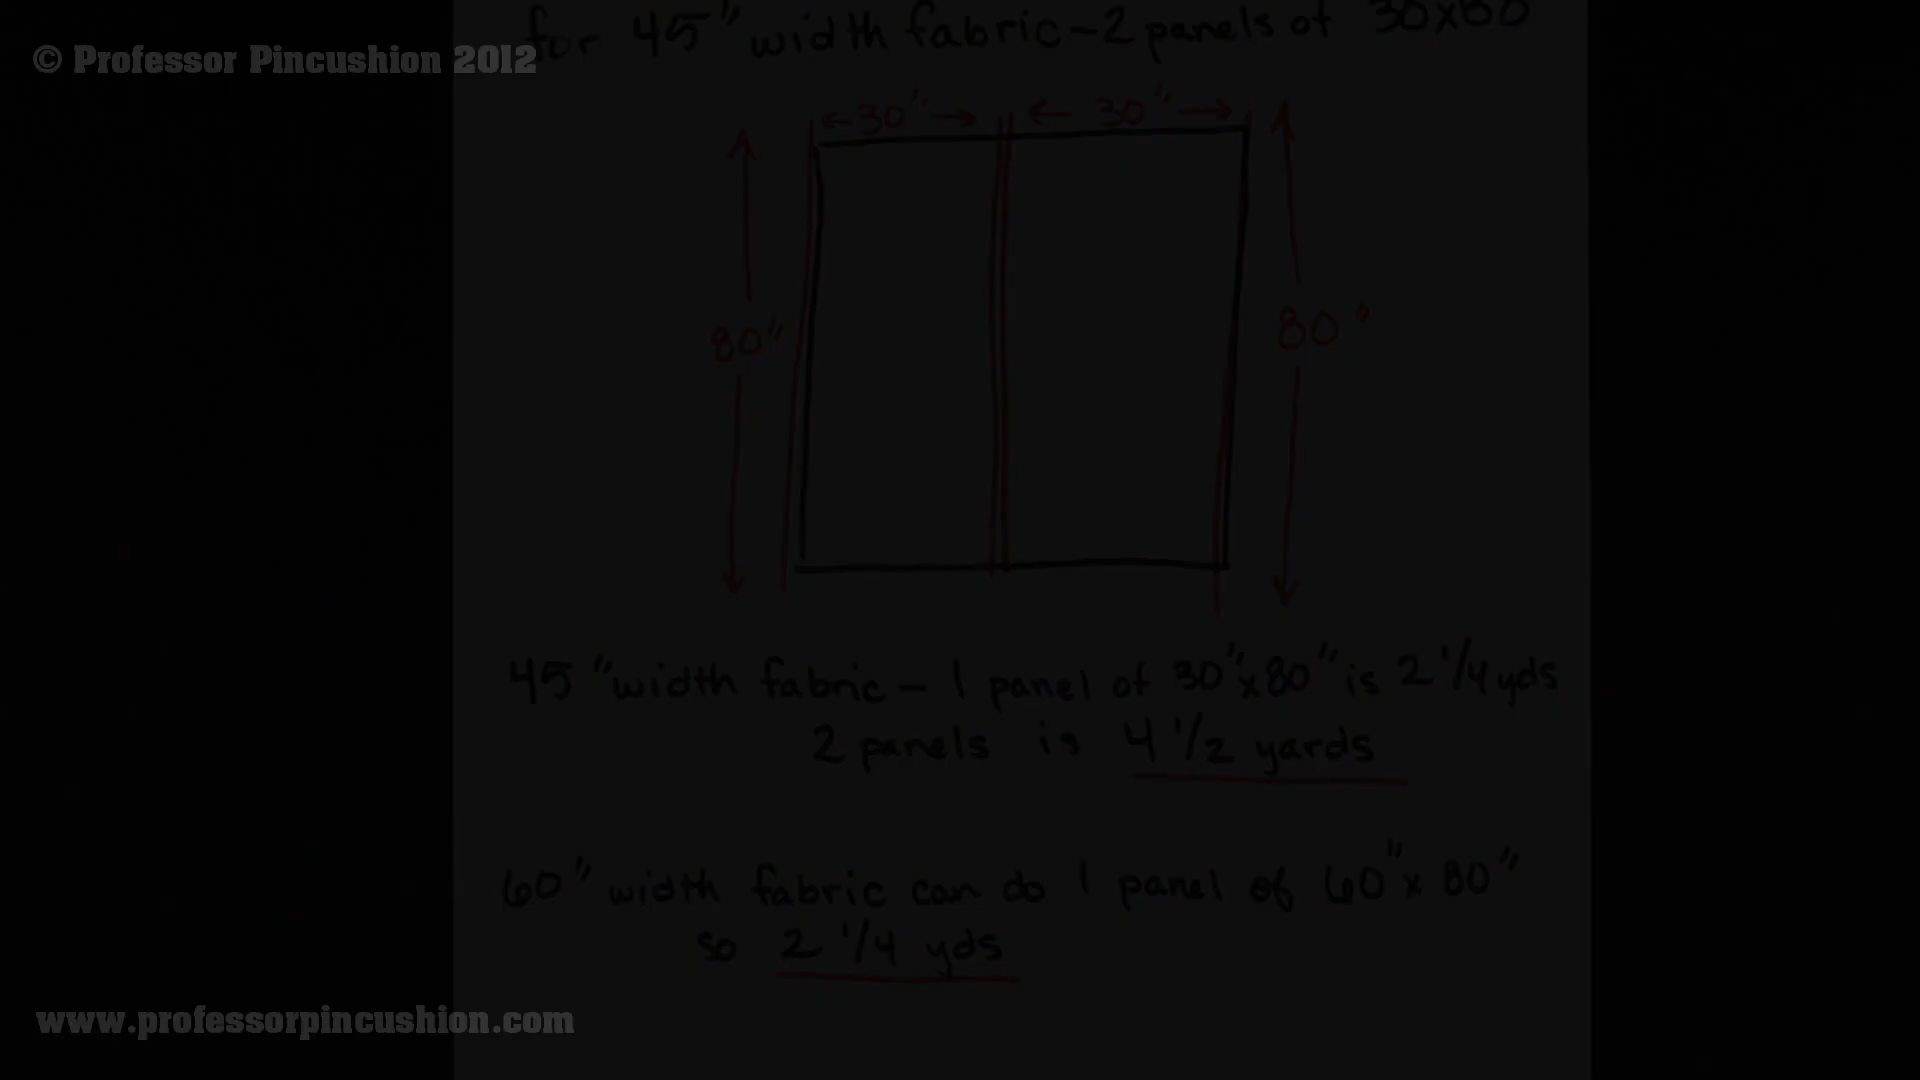 for 45" width fabric - 2 panels of 30x80
© Professor Pincushion 2012
←30"→ ←30"→
80" 80"
45" width fabric - 1 panel of 30"x80" is 2 1/4 yds
2 panels is 4 1/2 yards
60" width fabric can do 1 panel of 60"x 80"
so 2 1/4 yds
www.professorpincushion.com